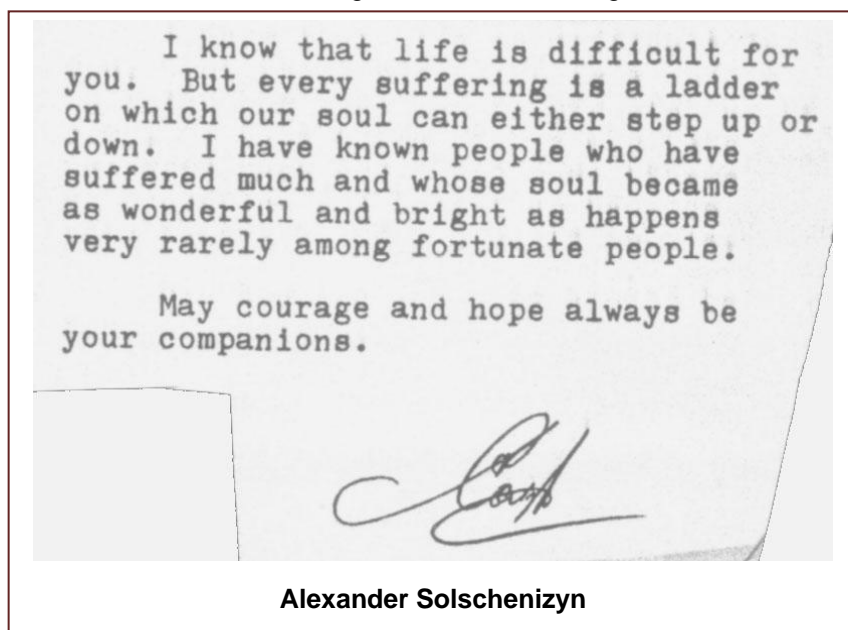 I know that life is difficult for
you. But every suffering is a ladder
on which our soul can either step up or
down. I have known people who have
suffered much and whose soul became
as wonderful and bright as happens
very rarely among fortunate people.
May courage and hope always be
your companions.
Alexander Solschenizyn